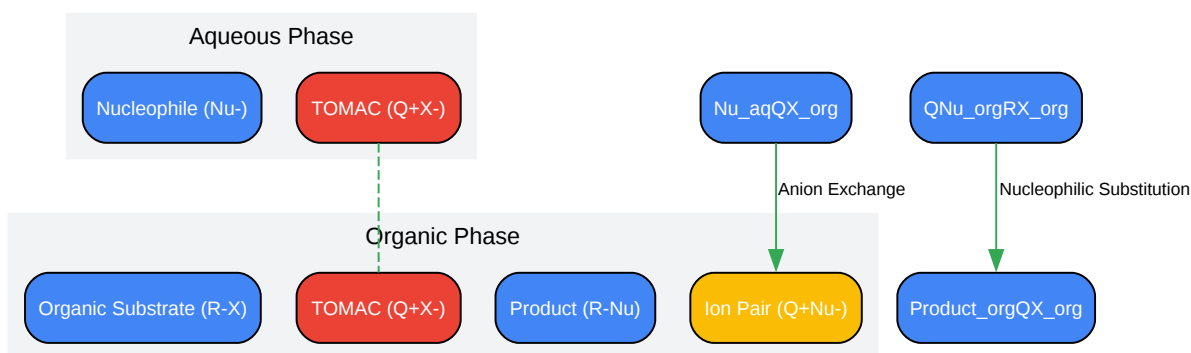 Aqueous Phase
Nucleophile (Nu-)
TOMAC (Q+X-)
Nu_aqQX_org
QNu_orgRX_org
Anion Exchange
Nucleophilic Substitution
Organic Phase
Organic Substrate (R-X)
TOMAC (Q+X-)
Product (R-Nu)
Ion Pair (Q+Nu-)
Product_orgQX_org